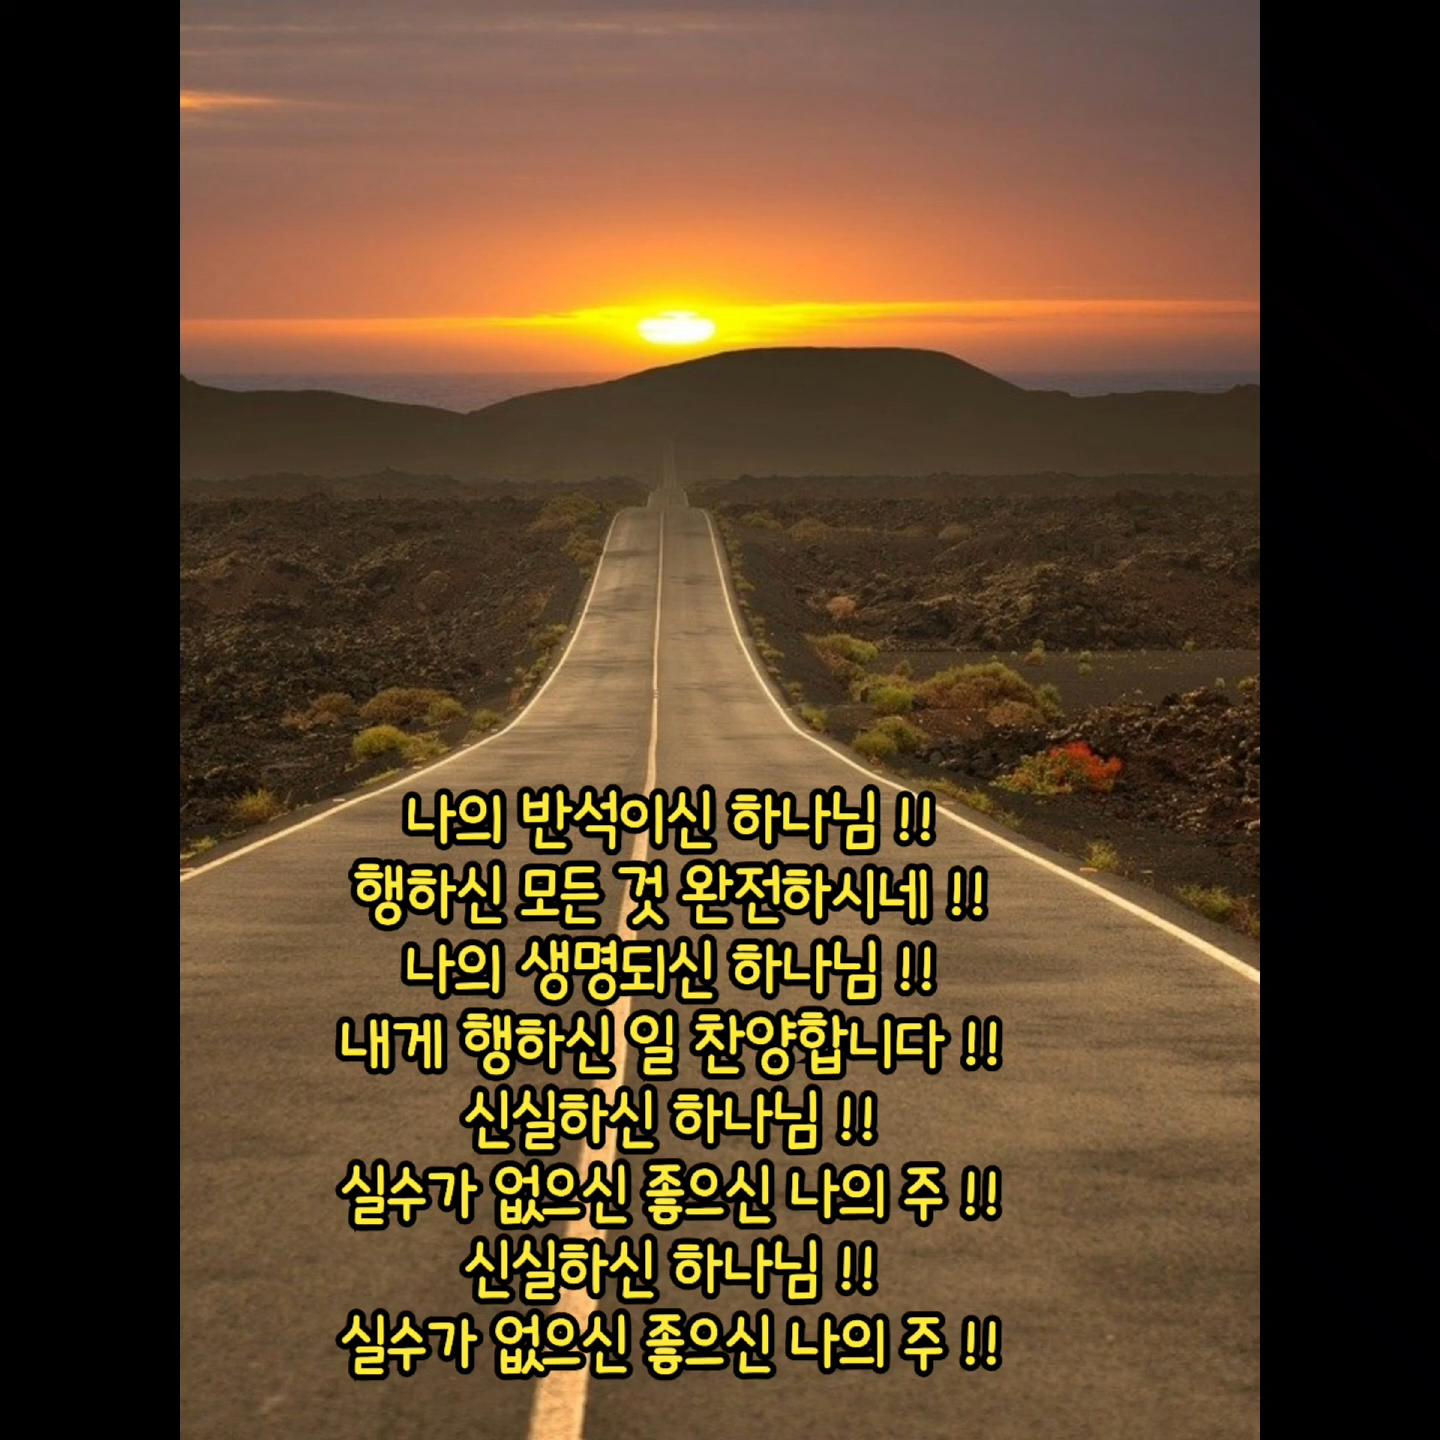 나의 반석이신 하나님 !!
행하신 모든 것 완전하시네 !!
나의 생명되신 하나님 !!
내게 행하신 일 찬양합니다 !!
신실하신 하나님 !!
실수가 없으신 좋으신 나의 주 !!
신실하신 하나님 !!
실수가 없으신 좋으신 나의 주 !!